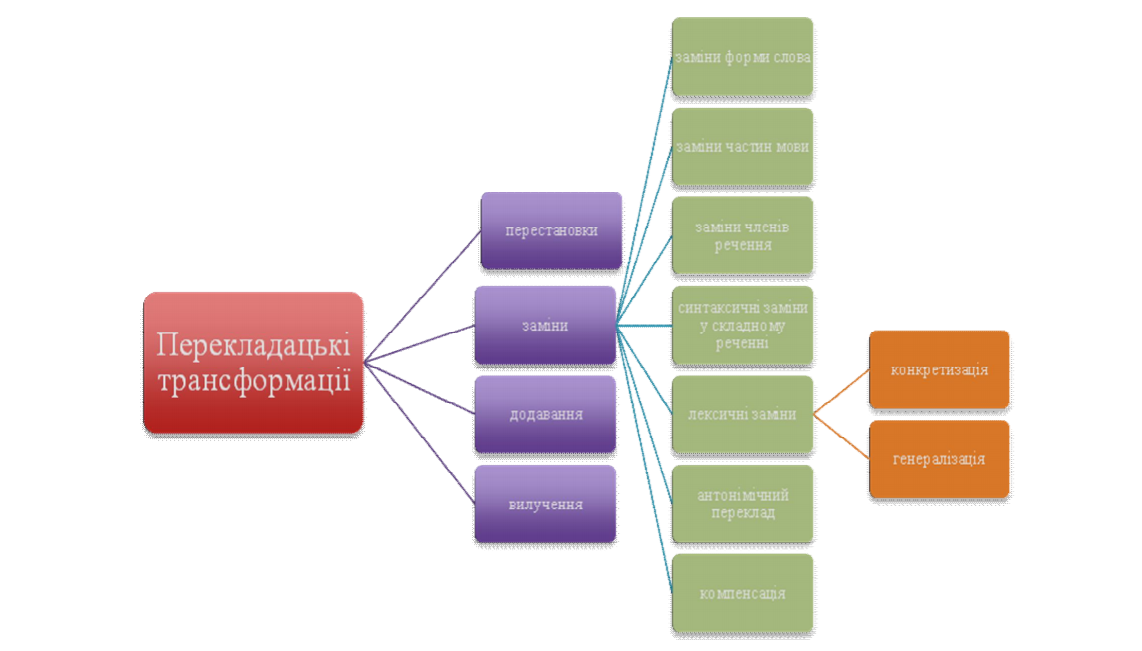 Перекладацькі
трансформації
перестановки
заміни
додавання
вилучення
заміни форми слова
заміни частин мови
заміни членів
речення
синтаксичні заміни
у складному
реченні
лексичні заміни
антонімічний
переклад
компенсація
конкретизація
генералізація